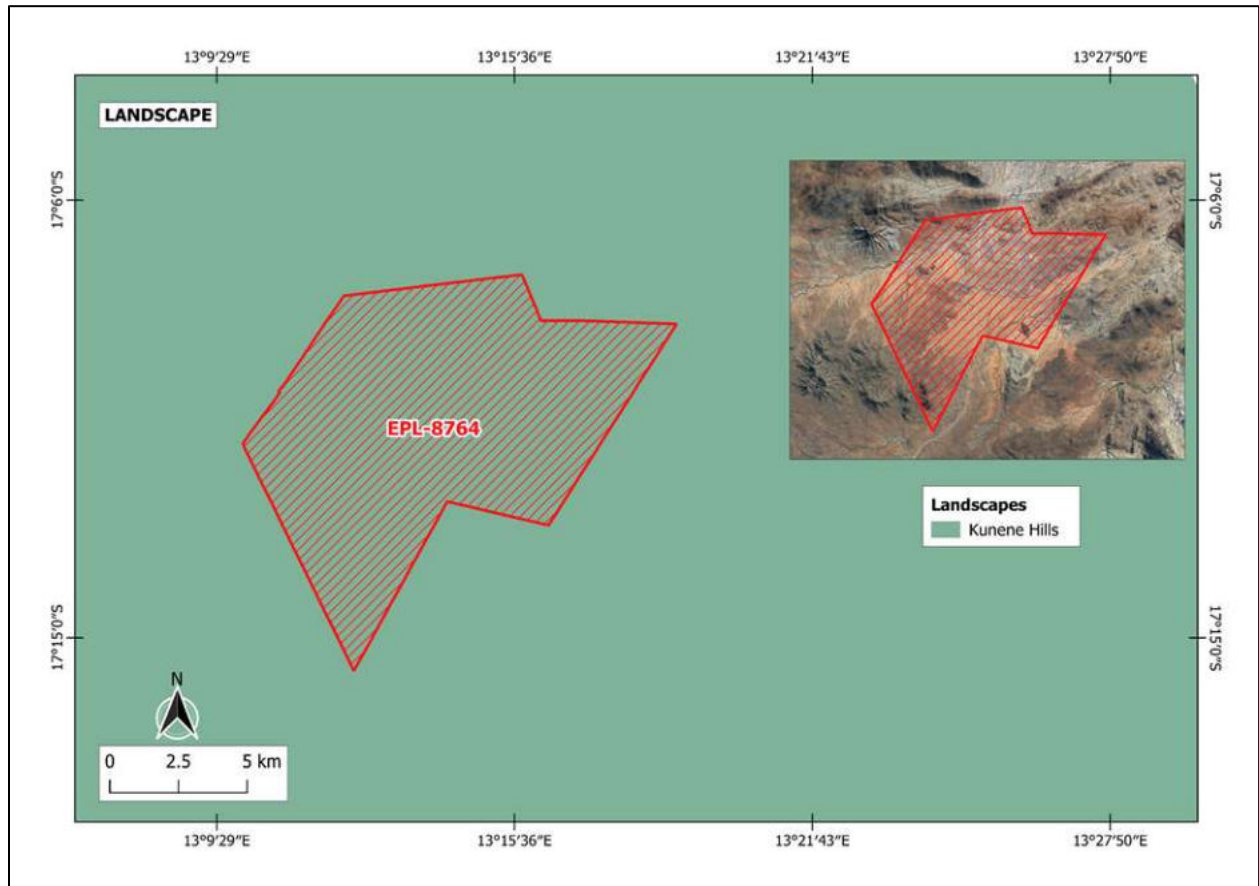 13°9′29″E 13°15′36″E 13°21′43″E 13°27′50″E
LANDSCAPE
17°6′0″S 17°6′0″S
EPL-8764
Landscapes
Kunene Hills
17°15′0″S 17°15′0″S
N
0 2.5 5 km
13°9′29″E 13°15′36″E 13°21′43″E 13°27′50″E